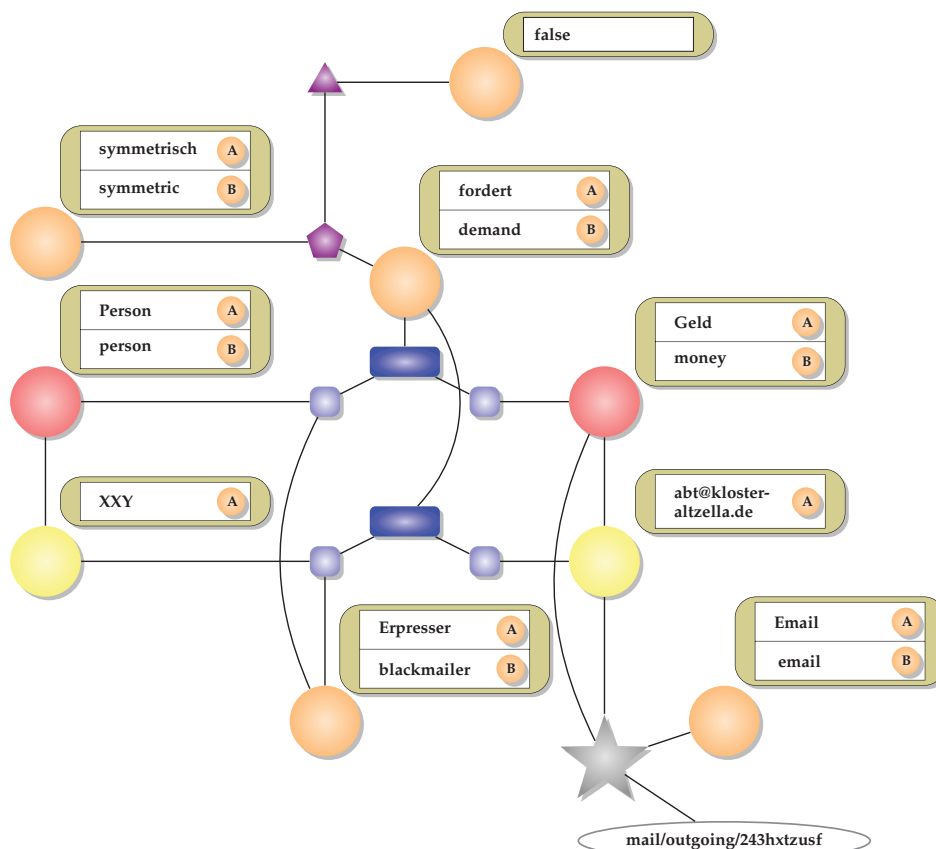 false
symmetrisch A
symmetric B
fordert A
demand B
Person A
person B
Geld A
money B
XXY A
abt@kloster-
altzella.de A
Erpresser A
blackmailer B
Email A
email B
mail/outgoing/243hxtzusf